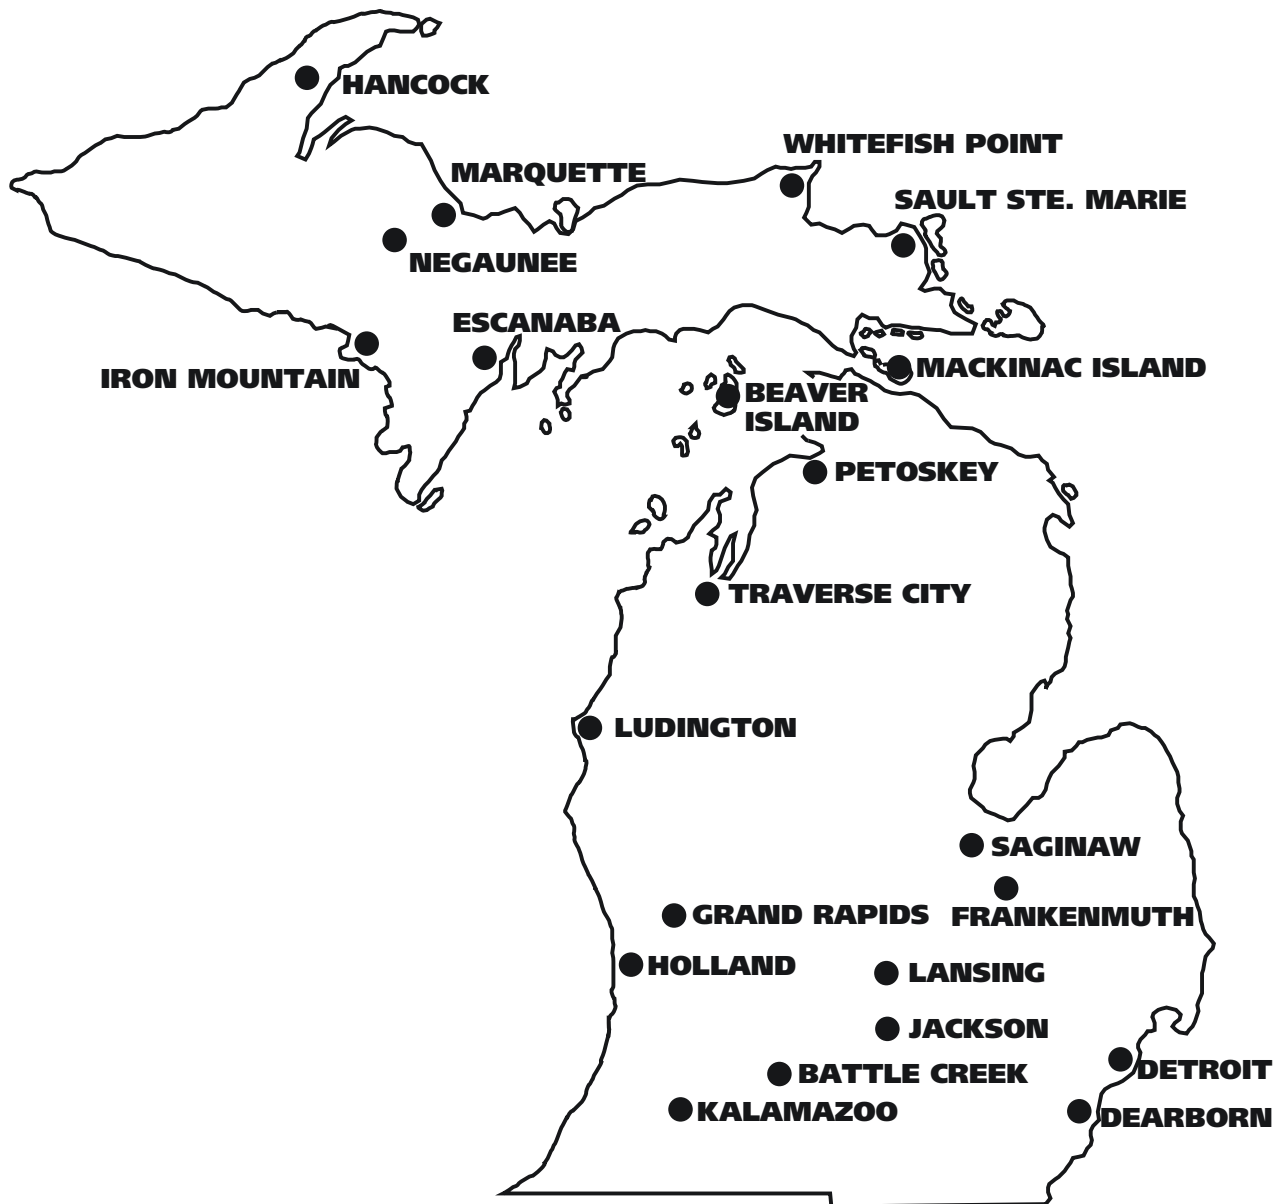 HANCOCK
WHITEFISH POINT
MARQUETTE
SAULT STE. MARIE
NEGAUNEE
ESCANABA
IRON MOUNTAIN
MACKINAC ISLAND
BEAVER
ISLAND
PETOSKEY
TRAVERSE CITY
LUDINGTON
SAGINAW
GRAND RAPIDS
FRANKENMUTH
HOLLAND
LANSING
JACKSON
DETROIT
BATTLE CREEK
KALAMAZOO
DEARBORN